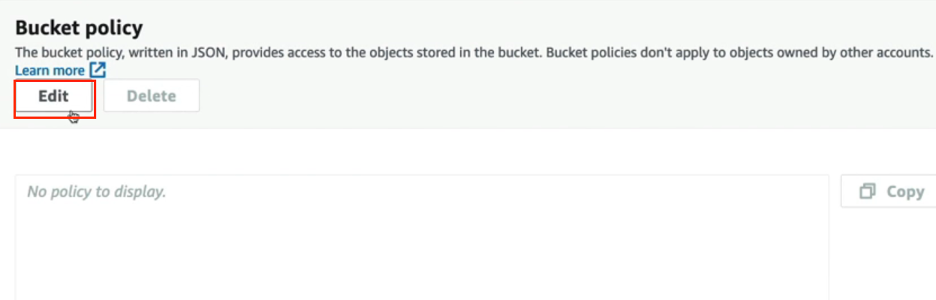 Bucket policy
The bucket policy, written in JSON, provides access to the objects stored in the bucket. Bucket policies don't apply to objects owned by other accounts.
Learn more
Edit Delete
No policy to display.
Copy